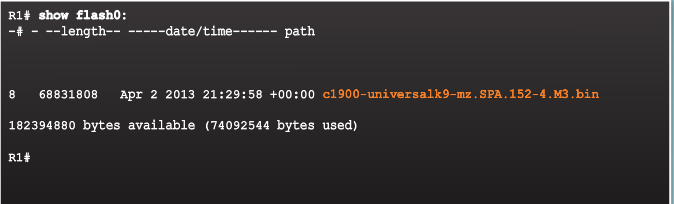 R1# show flash0:
-# - --length-- -----date/time------ path
8 68831808 Apr 2 2013 21:29:58 +00:00 c1900-universalk9-mz.SPA.152-4.M3.bin
182394880 bytes available (74092544 bytes used)
R1#